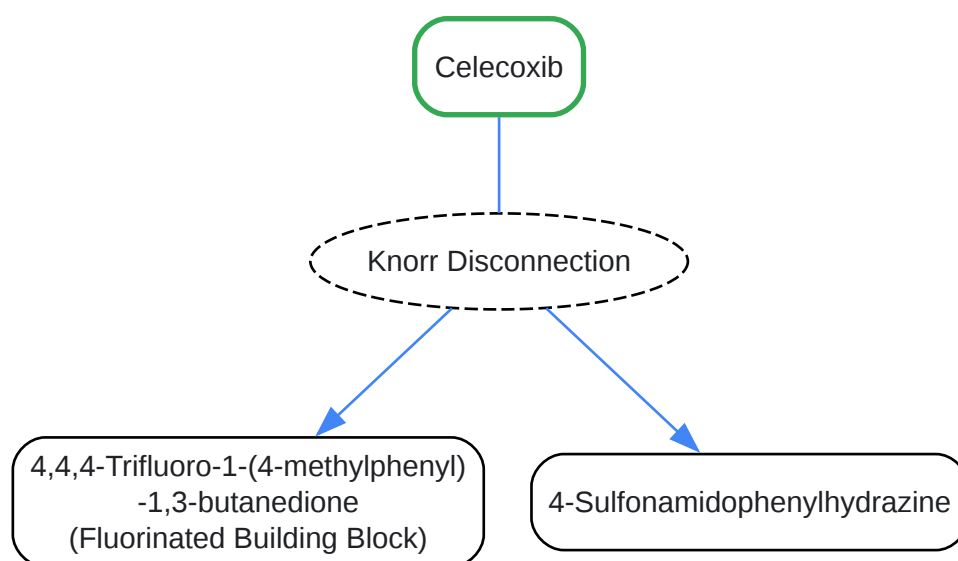 Celecoxib
Knorr Disconnection
4,4,4-Trifluoro-1-(4-methylphenyl)
-1,3-butanedione
(Fluorinated Building Block)
4-Sulfonamidophenylhydrazine